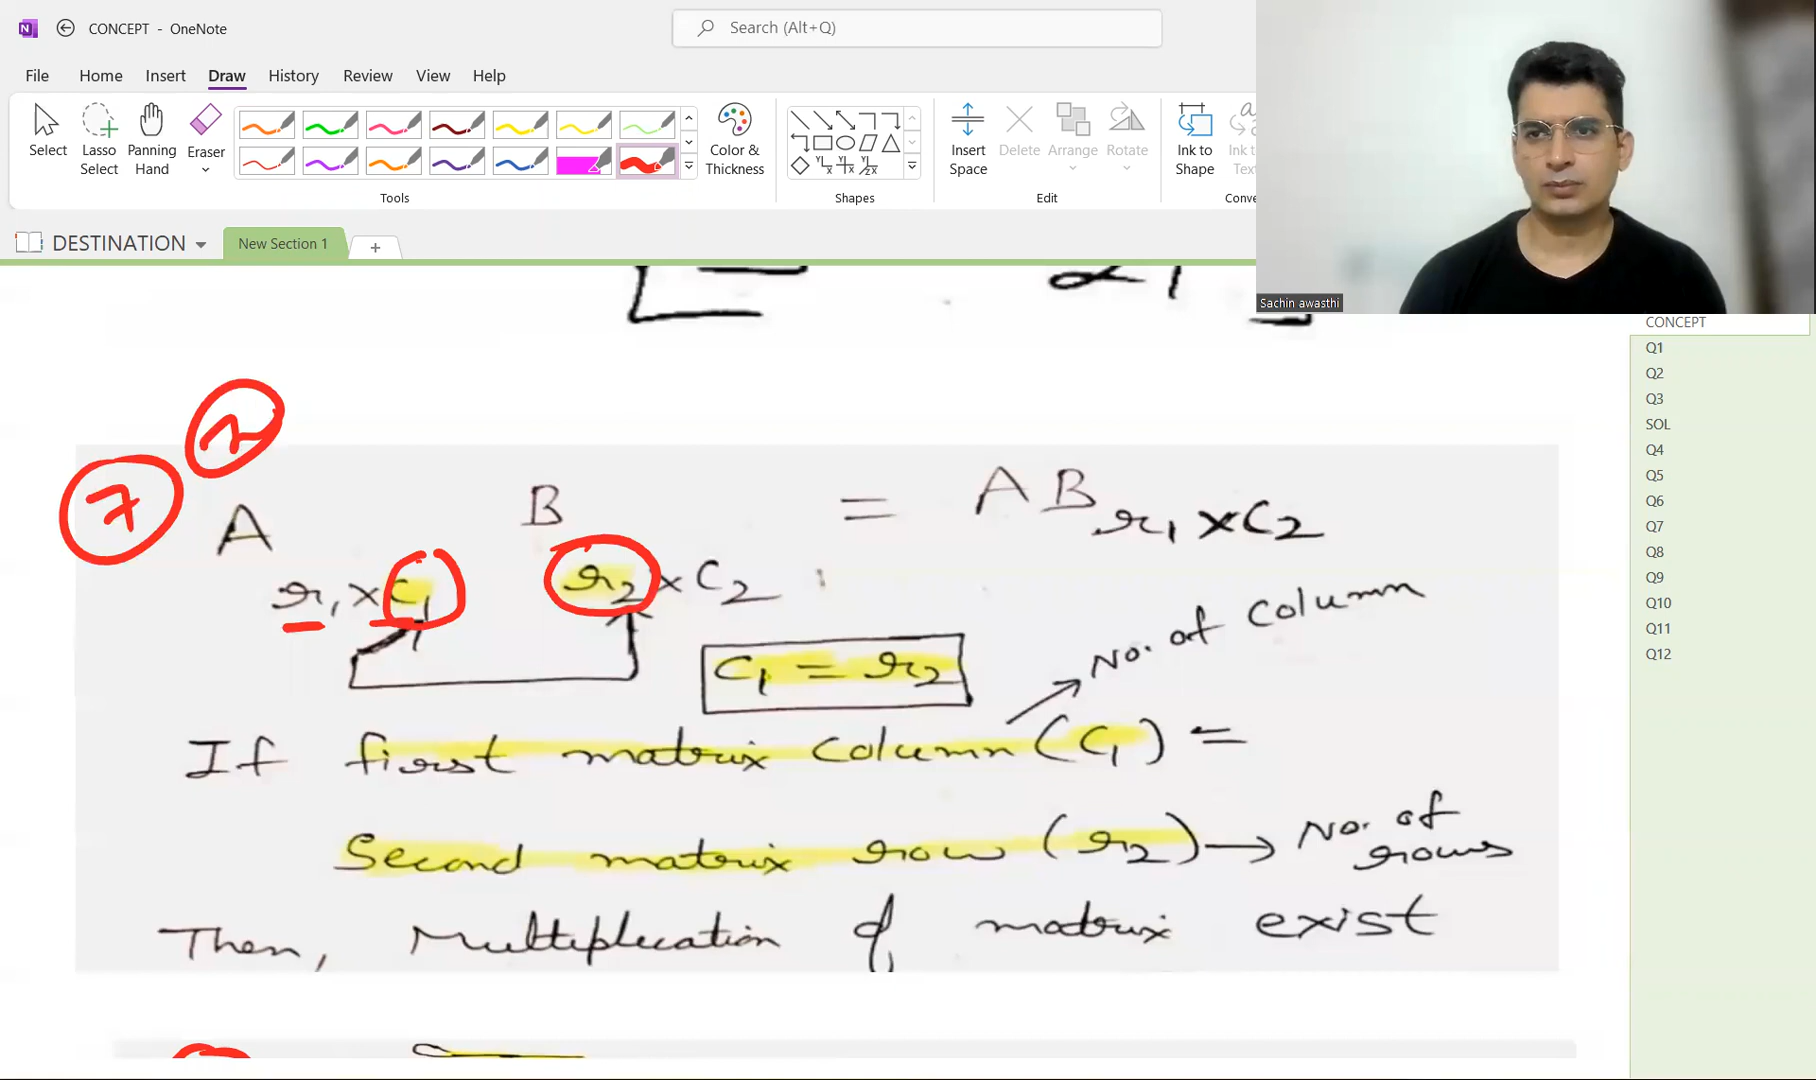 CONCEPT - OneNote
Search (Alt+Q)
File Home Insert Draw History Review View Help
Select
Lasso Select
Panning Hand
Eraser
Color & Thickness
Insert Space
Delete
Arrange
Rotate
Ink to Shape
Ink to Text
Tools
Shapes
Edit
Conve
DESTINATION
New Section 1
Sachin awasthi
CONCEPT
Q1
Q2
Q3
SOL
Q4
Q5
Q6
Q7
Q8
Q9
Q10
Q11
Q12
7
A B = AB r1 × C2
r1 × C1 r2 × C2
C1 = r2
No. of column
If first matrix column (C1) =
Second matrix row (r2) → No. of rows
Then, Multiplication of matrix exist